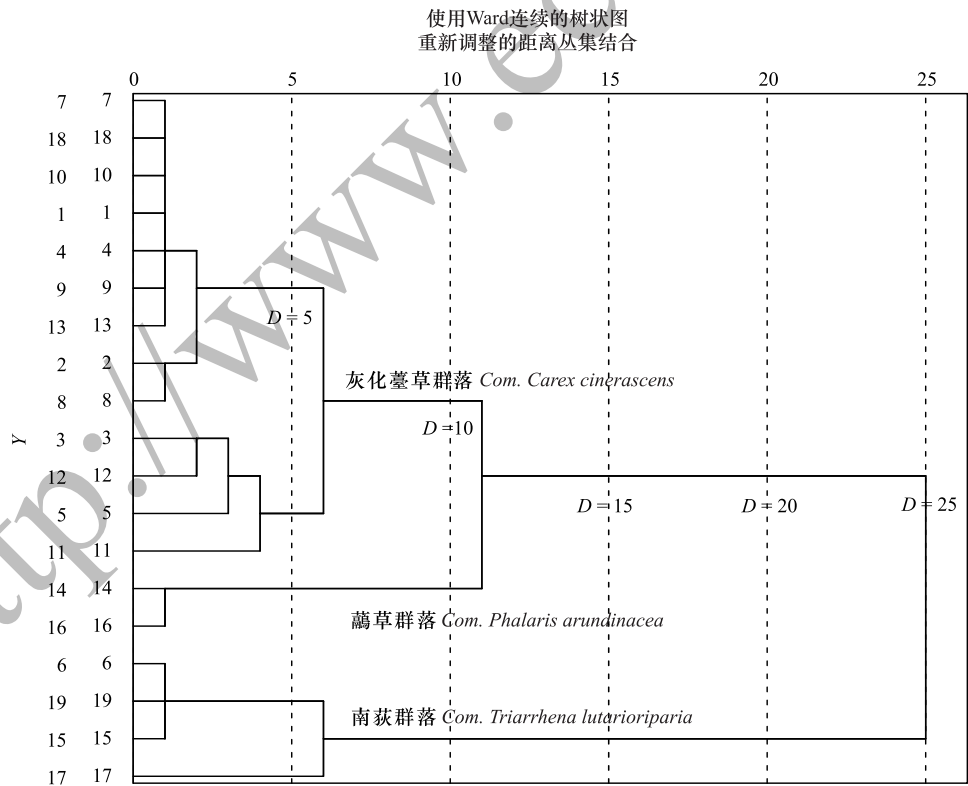 使用Ward连续的树状图
重新调整的距离丛集结合
0 5 10 15 20 25
7 7
18 18
10 10
1 1
4 4
9 9
13 13
D = 5
2 2
灰化薹草群落 Com. Carex cinerascens
8 8
D =10
Y
3 3
12 12
D = 15 D = 20 D = 25
5 5
11 11
14 14
虉草群落 Com. Phalaris arundinacea
16 16
6 6
19 19
南荻群落 Com. Triarrhena lutarioriparia
15 15
17 17
ttp://www.e